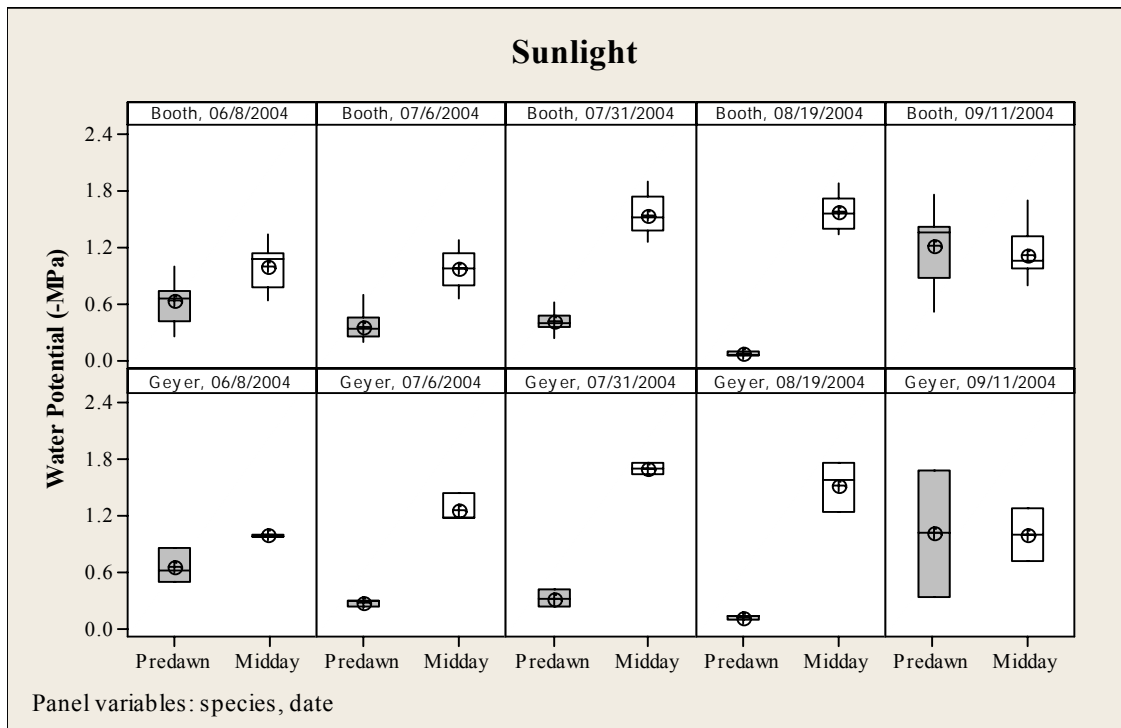 Sunlight
Booth, 06/8/2004 Booth, 07/6/2004 Booth, 07/31/2004 Booth, 08/19/2004 Booth, 09/11/2004
2.4
1.8
1.2
0.6
0.0
Water Potential (-MPa)
Geyer, 06/8/2004 Geyer, 07/6/2004 Geyer, 07/31/2004 Geyer, 08/19/2004 Geyer, 09/11/2004
2.4
1.8
1.2
0.6
0.0
Predawn Midday Predawn Midday Predawn Midday Predawn Midday Predawn Midday
Panel variables: species, date